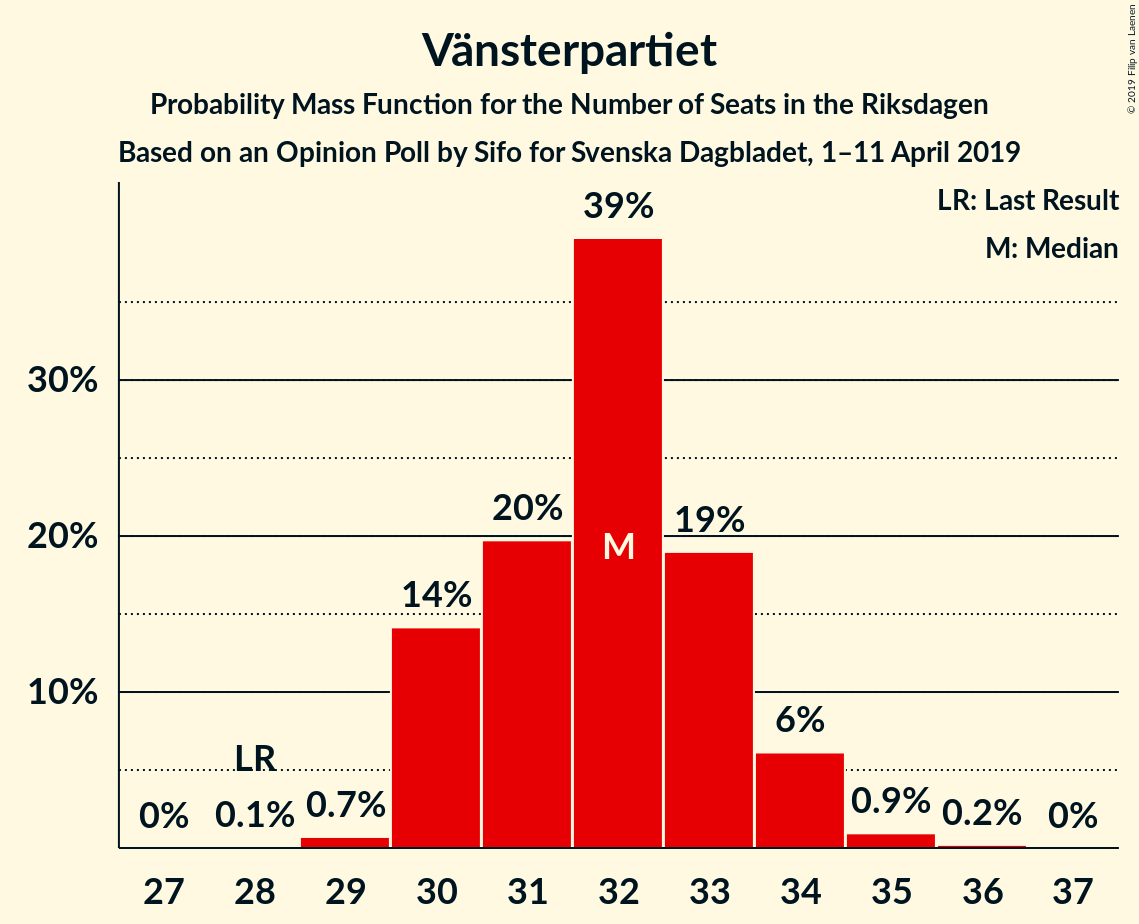 Vänsterpartiet
Probability Mass Function for the Number of Seats in the Riksdagen
Based on an Opinion Poll by Sifo for Svenska Dagbladet, 1–11 April 2019
© 2019 Filip van Laenen
LR: Last Result
M: Median
39%
30%
20%
19%
20%
M
14%
10%
6%
LR
0%
0.1%
0.7%
0.9%
0.2%
0%
27 28 29 30 31 32 33 34 35 36 37